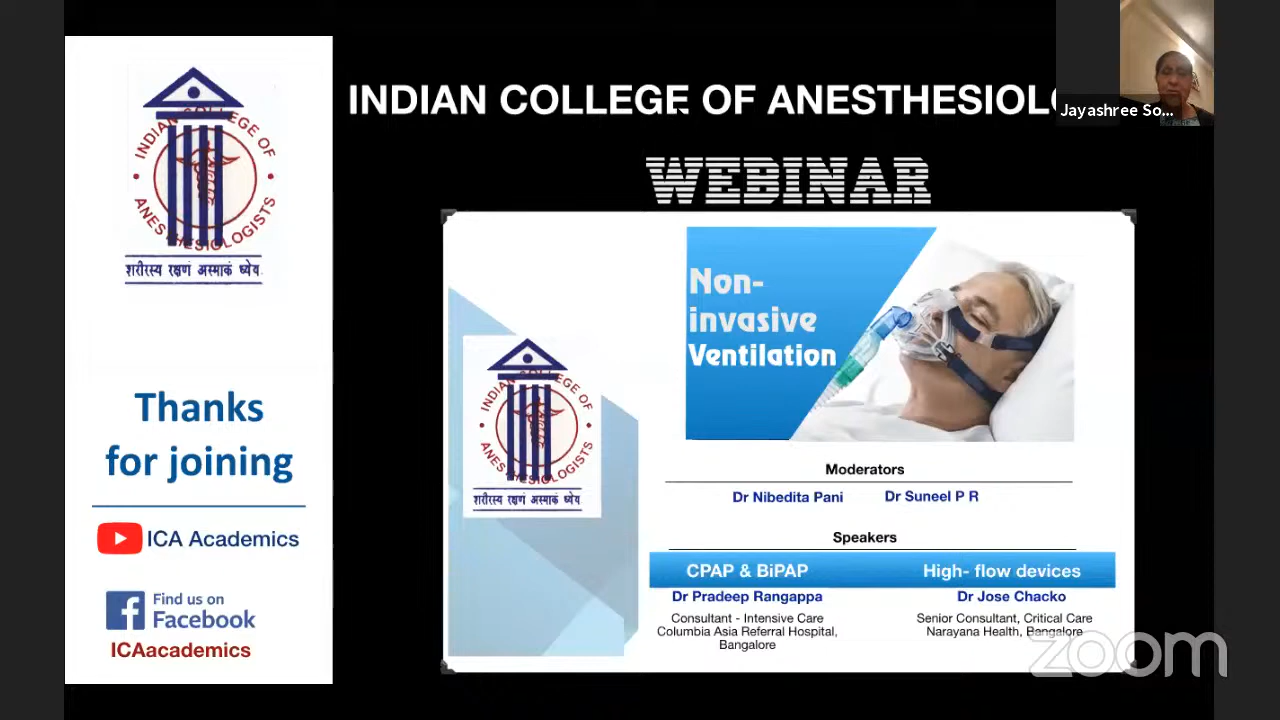 INDIAN COLLEGE OF ANESTHESIOLO
Jayashree So...
WEBINAR
INDIAN COLLEGE OF
ANESTHESIOLOGISTS
शरीरस्य रक्षणं अस्माकं ध्येय
Thanks
for joining
ICA Academics
Find us on
Facebook
ICAacademics
Non-
invasive
Ventilation
INDIAN COLLEGE OF
ANESTHESIOLOGISTS
शरीरस्य रक्षणं अस्माकं ध्येय
Moderators
Dr Nibedita Pani Dr Suneel P R
Speakers
CPAP & BiPAP High- flow devices
Dr Pradeep Rangappa Dr Jose Chacko
Consultant - Intensive Care Senior Consultant, Critical Care
Columbia Asia Referral Hospital, Narayana Health, Bangalore
Bangalore
zoom